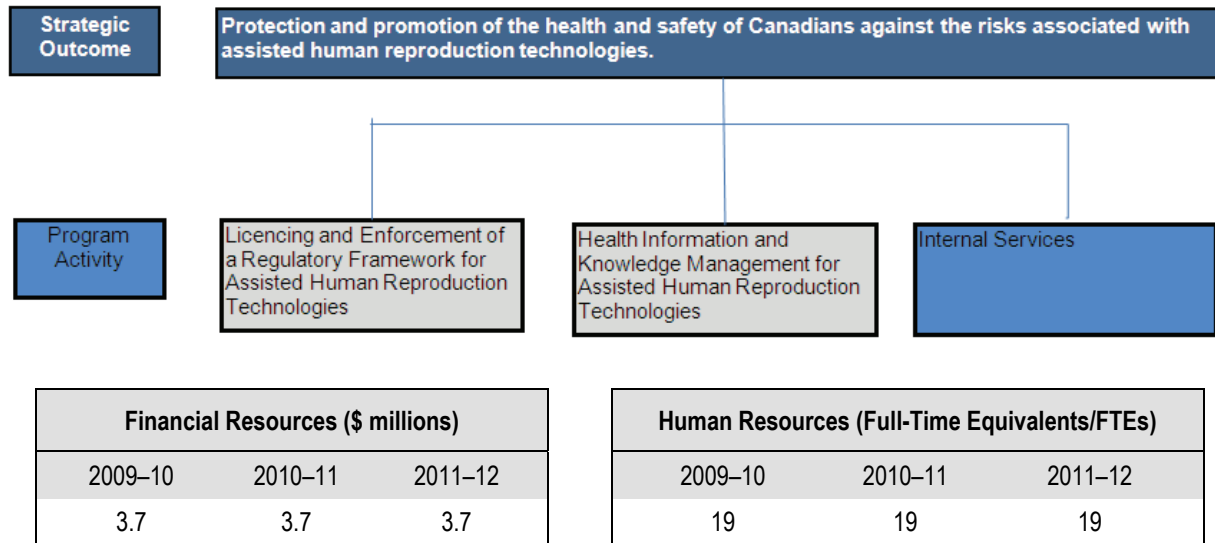 Strategic
Outcome
Protection and promotion of the health and safety of Canadians against the risks associated with
assisted human reproduction technologies.
Program
Activity
Licencing and Enforcement of
a Regulatory Framework for
Assisted Human Reproduction
Technologies
Health Information and
Knowledge Management for
Assisted Human Reproduction
Technologies
Internal Services
Financial Resources ($ millions)
2009–10 2010–11 2011–12
3.7 3.7 3.7
Human Resources (Full-Time Equivalents/FTEs)
2009–10 2010–11 2011–12
19 19 19